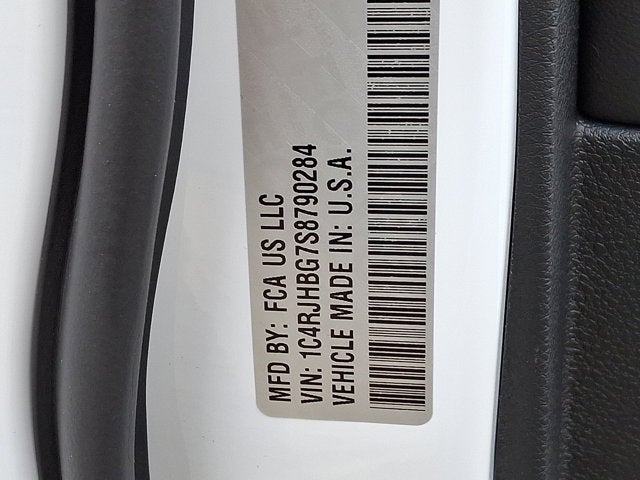 MFD BY: FCA US LLC
VIN: 1C4RJHBG7S8790284
VEHICLE MADE IN: U.S.A.